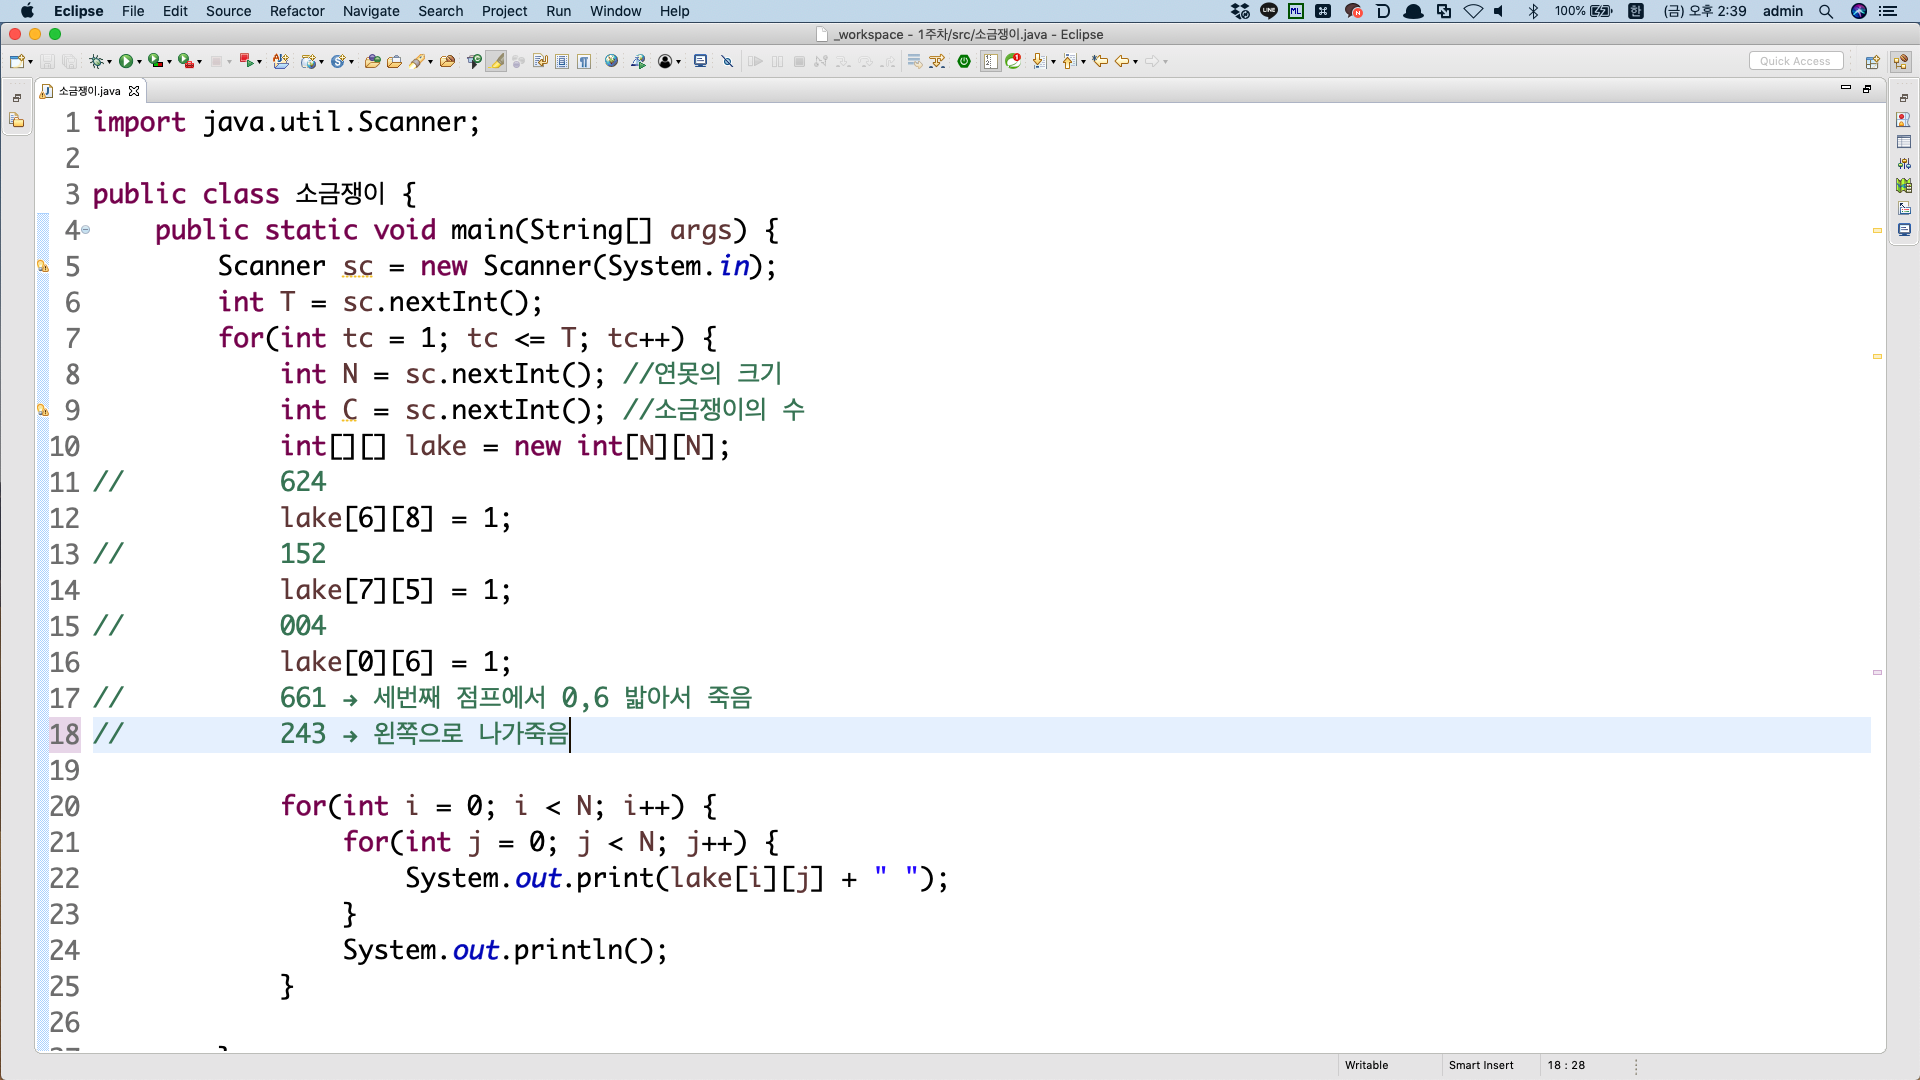 Eclipse File Edit Source Refactor Navigate Search Project Run Window Help 100% 한 (금) 오후 2:39 admin
_workspace - 1주차/src/소금쟁이.java - Eclipse
Quick Access
소금쟁이.java
1 import java.util.Scanner;
2
3 public class 소금쟁이 {
4 public static void main(String[] args) {
5 Scanner sc = new Scanner(System.in);
6 int T = sc.nextInt();
7 for(int tc = 1; tc <= T; tc++) {
8 int N = sc.nextInt(); //연못의 크기
9 int C = sc.nextInt(); //소금쟁이의 수
10 int[][] lake = new int[N][N];
11 // 624
12 lake[6][8] = 1;
13 // 152
14 lake[7][5] = 1;
15 // 004
16 lake[0][6] = 1;
17 // 661 → 세번째 점프에서 0,6 밟아서 죽음
18 // 243 → 왼쪽으로 나가죽음
19
20 for(int i = 0; i < N; i++) {
21 for(int j = 0; j < N; j++) {
22 System.out.print(lake[i][j] + " ");
23 }
24 System.out.println();
25 }
26
Writable Smart Insert 18 : 28